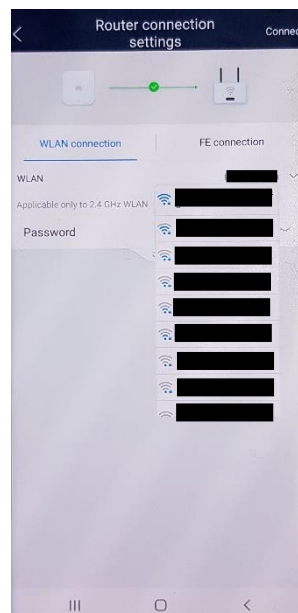 Router connection
settings
Connec
WLAN connection
FE connection
WLAN
Applicable only to 2.4 GHz WLAN
Password